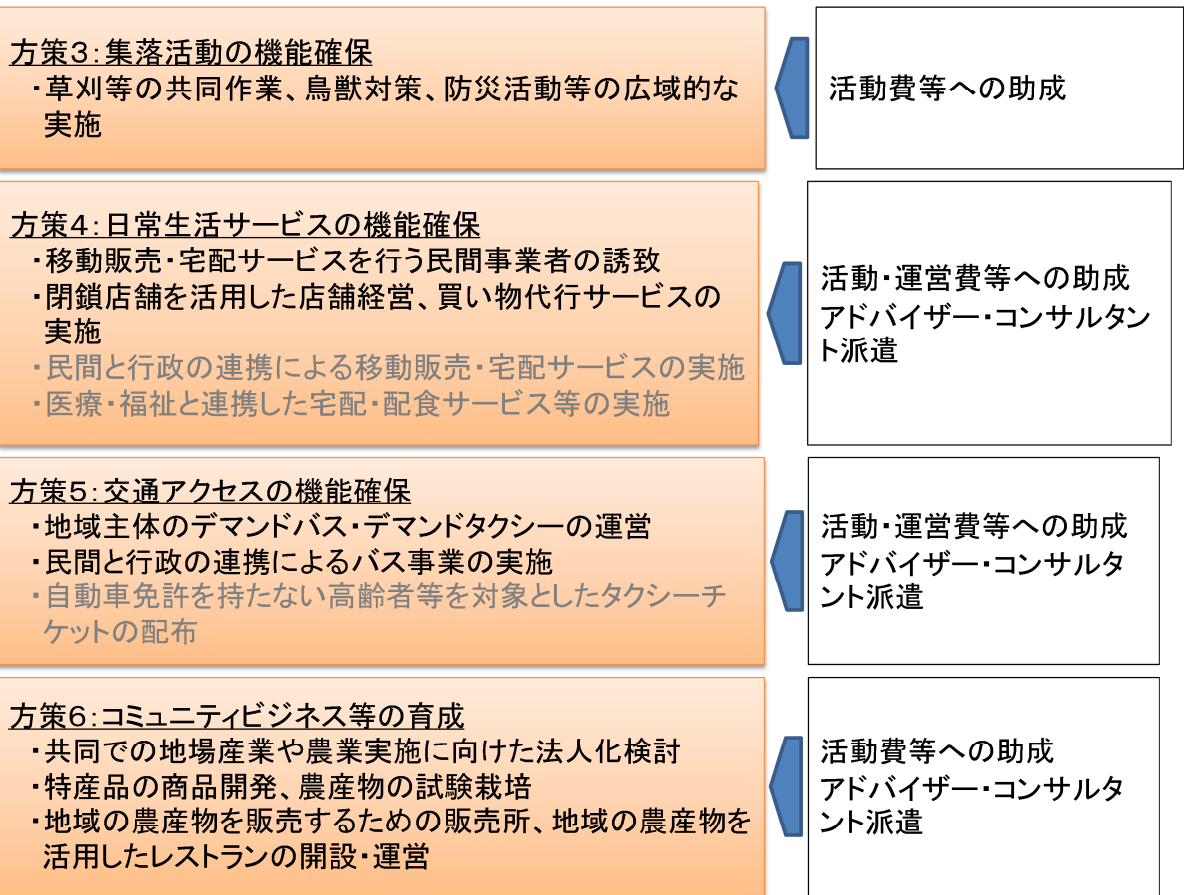 方策3：集落活動の機能確保
・草刈等の共同作業、鳥獣対策、防災活動等の広域的な
実施
活動費等への助成
方策4：日常生活サービスの機能確保
・移動販売・宅配サービスを行う民間事業者の誘致
・閉鎖店舗を活用した店舗経営、買い物代行サービスの
実施
・民間と行政の連携による移動販売・宅配サービスの実施
・医療・福祉と連携した宅配・配食サービス等の実施
活動・運営費等への助成
アドバイザー・コンサルタン
ト派遣
方策5：交通アクセスの機能確保
・地域主体のデマンドバス・デマンドタクシーの運営
・民間と行政の連携によるバス事業の実施
・自動車免許を持たない高齢者等を対象としたタクシーチ
ケットの配布
活動・運営費等への助成
アドバイザー・コンサルタ
ント派遣
方策6：コミュニティビジネス等の育成
・共同での地場産業や農業実施に向けた法人化検討
・特産品の商品開発、農産物の試験栽培
・地域の農産物を販売するための販売所、地域の農産物を
活用したレストランの開設・運営
活動費等への助成
アドバイザー・コンサルタ
ント派遣